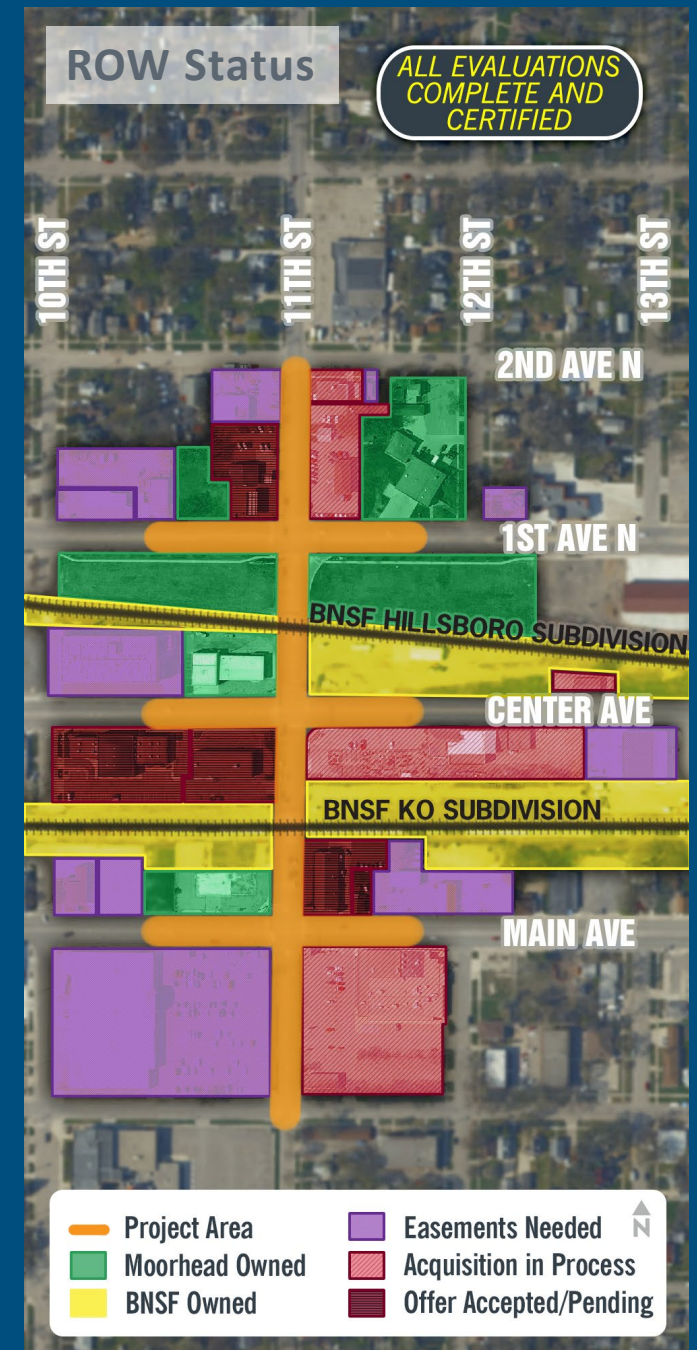 ROW Status
ALL EVALUATIONS
COMPLETE AND
CERTIFIED
10TH ST
11TH ST
12TH ST
13TH ST
2ND AVE N
1ST AVE N
BNSF HILLSBORO SUBDIVISION
CENTER AVE
BNSF KO SUBDIVISION
MAIN AVE
Project Area
Moorhead Owned
BNSF Owned
Easements Needed
Acquisition in Process
Offer Accepted/Pending
N